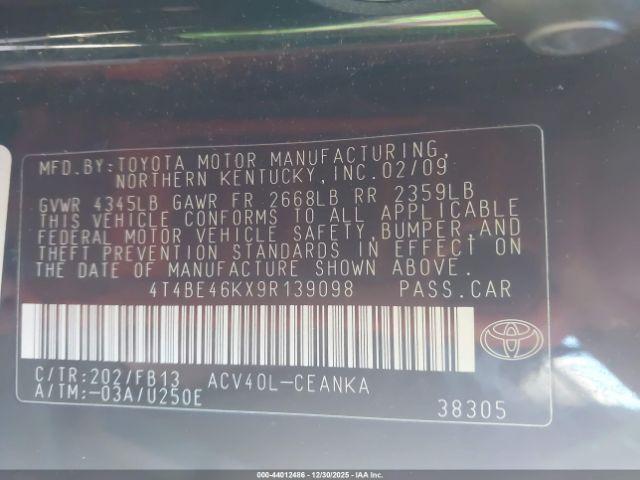 MFD.BY:TOYOTA MOTOR MANUFACTURING,
NORTHERN KENTUCKY,INC.02/09
GVWR 4345LB GAWR FR 2668LB RR 2359LB
THIS VEHICLE CONFORMS TO ALL APPLICABLE
FEDERAL MOTOR VEHICLE SAFETY,BUMPER,AND
THEFT PREVENTION STANDARDS IN EFFECT ON
THE DATE OF MANUFACTURE SHOWN ABOVE.
4T4BE46KX9R139098 PASS.CAR
C/TR:202/FB13 ACV40L-CEANKA
A/TM:-03A/U250E
38305
000-44012486 - 12/30/2025 - IAA Inc.